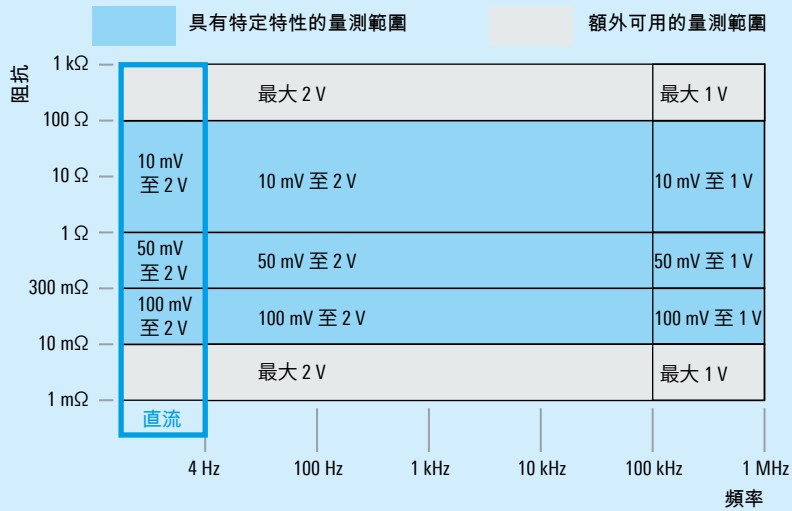 具有特定特性的量測範圍
額外可用的量測範圍
阻抗
1 kΩ
最大 2 V
最大 1 V
100 Ω
10 mV
至 2 V
10 Ω
10 mV 至 2 V
10 mV 至 1 V
1 Ω
50 mV
至 2 V
50 mV 至 2 V
50 mV 至 1 V
300 mΩ
100 mV
至 2 V
100 mV 至 2 V
100 mV 至 1 V
10 mΩ
最大 2 V
最大 1 V
1 mΩ
直流
4 Hz
100 Hz
1 kHz
10 kHz
100 kHz
1 MHz
頻率